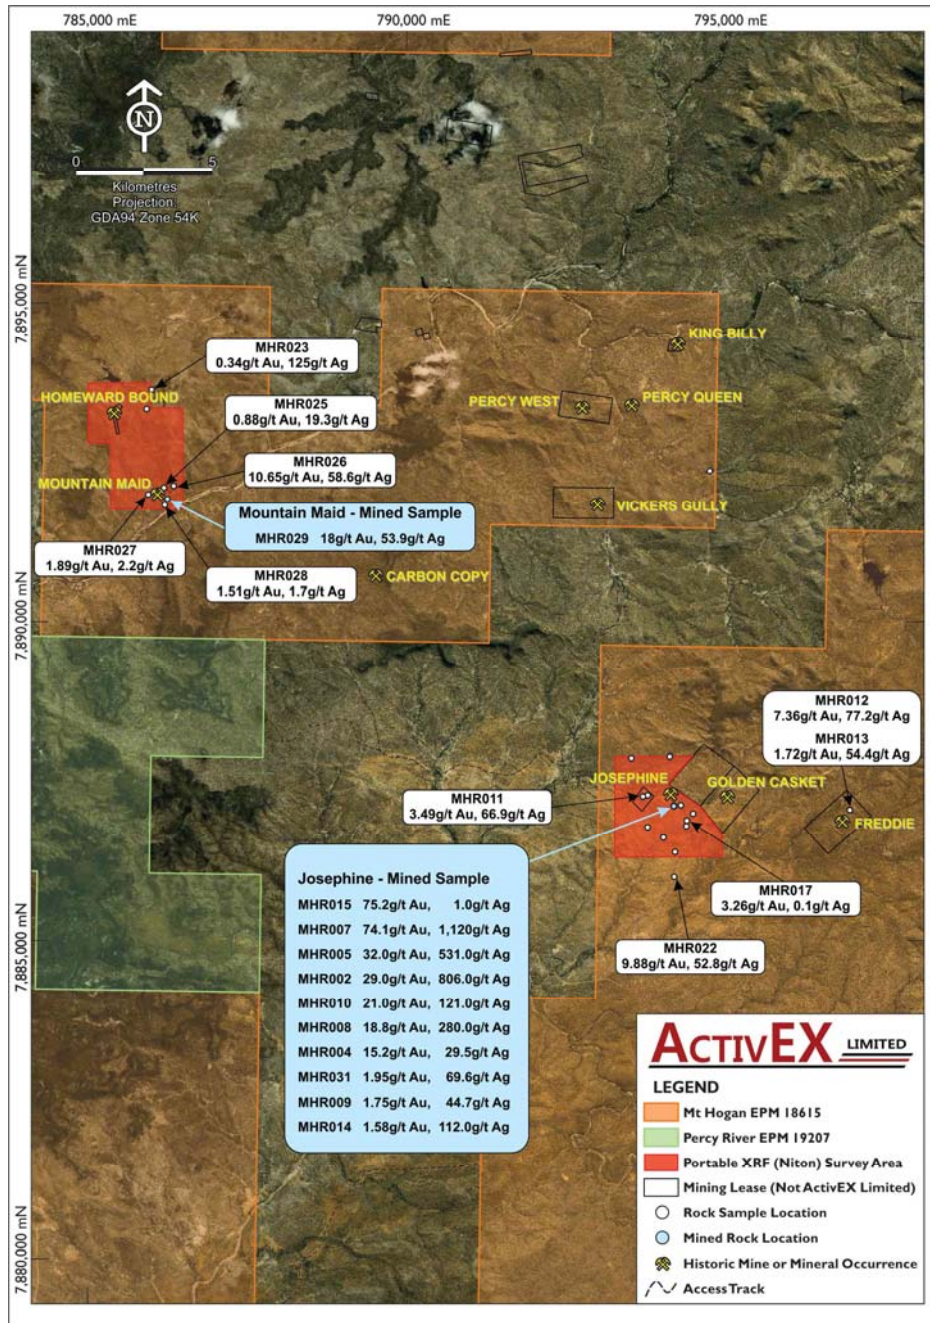 785,000 mE
790,000 mE
795,000 mE
N
0 5
Kilometres
Projection:
GDA94 Zone 54K
7,895,000 mN
KING BILLY
MHR023
0.34g/t Au, 125g/t Ag
HOMEWARD BOUND
MHR025
0.88g/t Au, 19.3g/t Ag
PERCY WEST
PERCY QUEEN
MHR026
10.65g/t Au, 58.6g/t Ag
MOUNTAIN MAID
VICKERS GULLY
Mountain Maid - Mined Sample
MHR029 18g/t Au, 53.9g/t Ag
MHR027
1.89g/t Au, 2.2g/t Ag
MHR028
1.51g/t Au, 1.7g/t Ag
CARBON COPY
7,890,000 mN
MHR012
7.36g/t Au, 77.2g/t Ag
MHR013
1.72g/t Au, 54.4g/t Ag
JOSEPHINE
GOLDEN CASKET
MHR011
3.49g/t Au, 66.9g/t Ag
FREDDIE
MHR017
3.26g/t Au, 0.1g/t Ag
MHR022
9.88g/t Au, 52.8g/t Ag
7,885,000 mN
Josephine - Mined Sample
MHR015 75.2g/t Au, 1.0g/t Ag
MHR007 74.1g/t Au, 1,120g/t Ag
MHR005 32.0g/t Au, 531.0g/t Ag
MHR002 29.0g/t Au, 806.0g/t Ag
MHR010 21.0g/t Au, 121.0g/t Ag
MHR008 18.8g/t Au, 280.0g/t Ag
MHR004 15.2g/t Au, 29.5g/t Ag
MHR031 1.95g/t Au, 69.6g/t Ag
MHR009 1.75g/t Au, 44.7g/t Ag
MHR014 1.58g/t Au, 112.0g/t Ag
7,880,000 mN
ACTIVEX LIMITED
LEGEND
Mt Hogan EPM 18615
Percy River EPM 19207
Portable XRF (Niton) Survey Area
Mining Lease (Not ActivEX Limited)
Rock Sample Location
Mined Rock Location
Historic Mine or Mineral Occurrence
Access Track